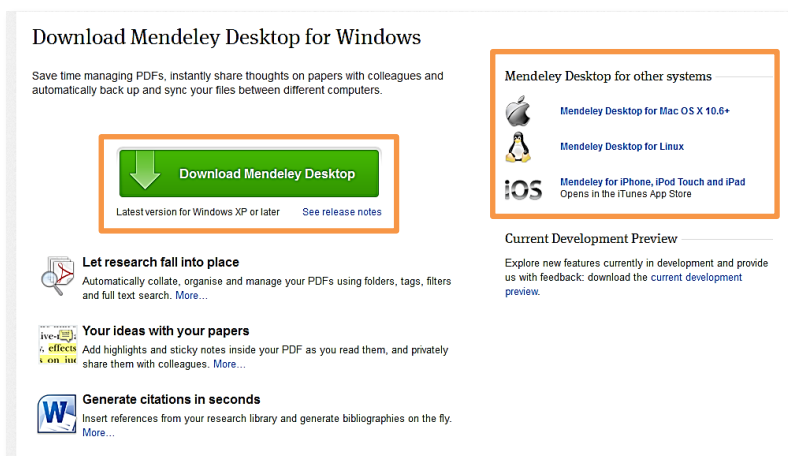 Download Mendeley Desktop for Windows
Save time managing PDFs, instantly share thoughts on papers with colleagues and
automatically back up and sync your files between different computers.
Download Mendeley Desktop
Latest version for Windows XP or later See release notes
Let research fall into place
Automatically collate, organise and manage your PDFs using folders, tags, filters
and full text search. More...
ive-
, effects
on iu
Your ideas with your papers
Add highlights and sticky notes inside your PDF as you read them, and privately
share them with colleagues. More...
W
Generate citations in seconds
Insert references from your research library and generate bibliographies on the fly.
More...
Mendeley Desktop for other systems
Mendeley Desktop for Mac OS X 10.6+
Mendeley Desktop for Linux
iOS
Mendeley for iPhone, iPod Touch and iPad
Opens in the iTunes App Store
Current Development Preview
Explore new features currently in development and provide
us with feedback: download the current development
preview.